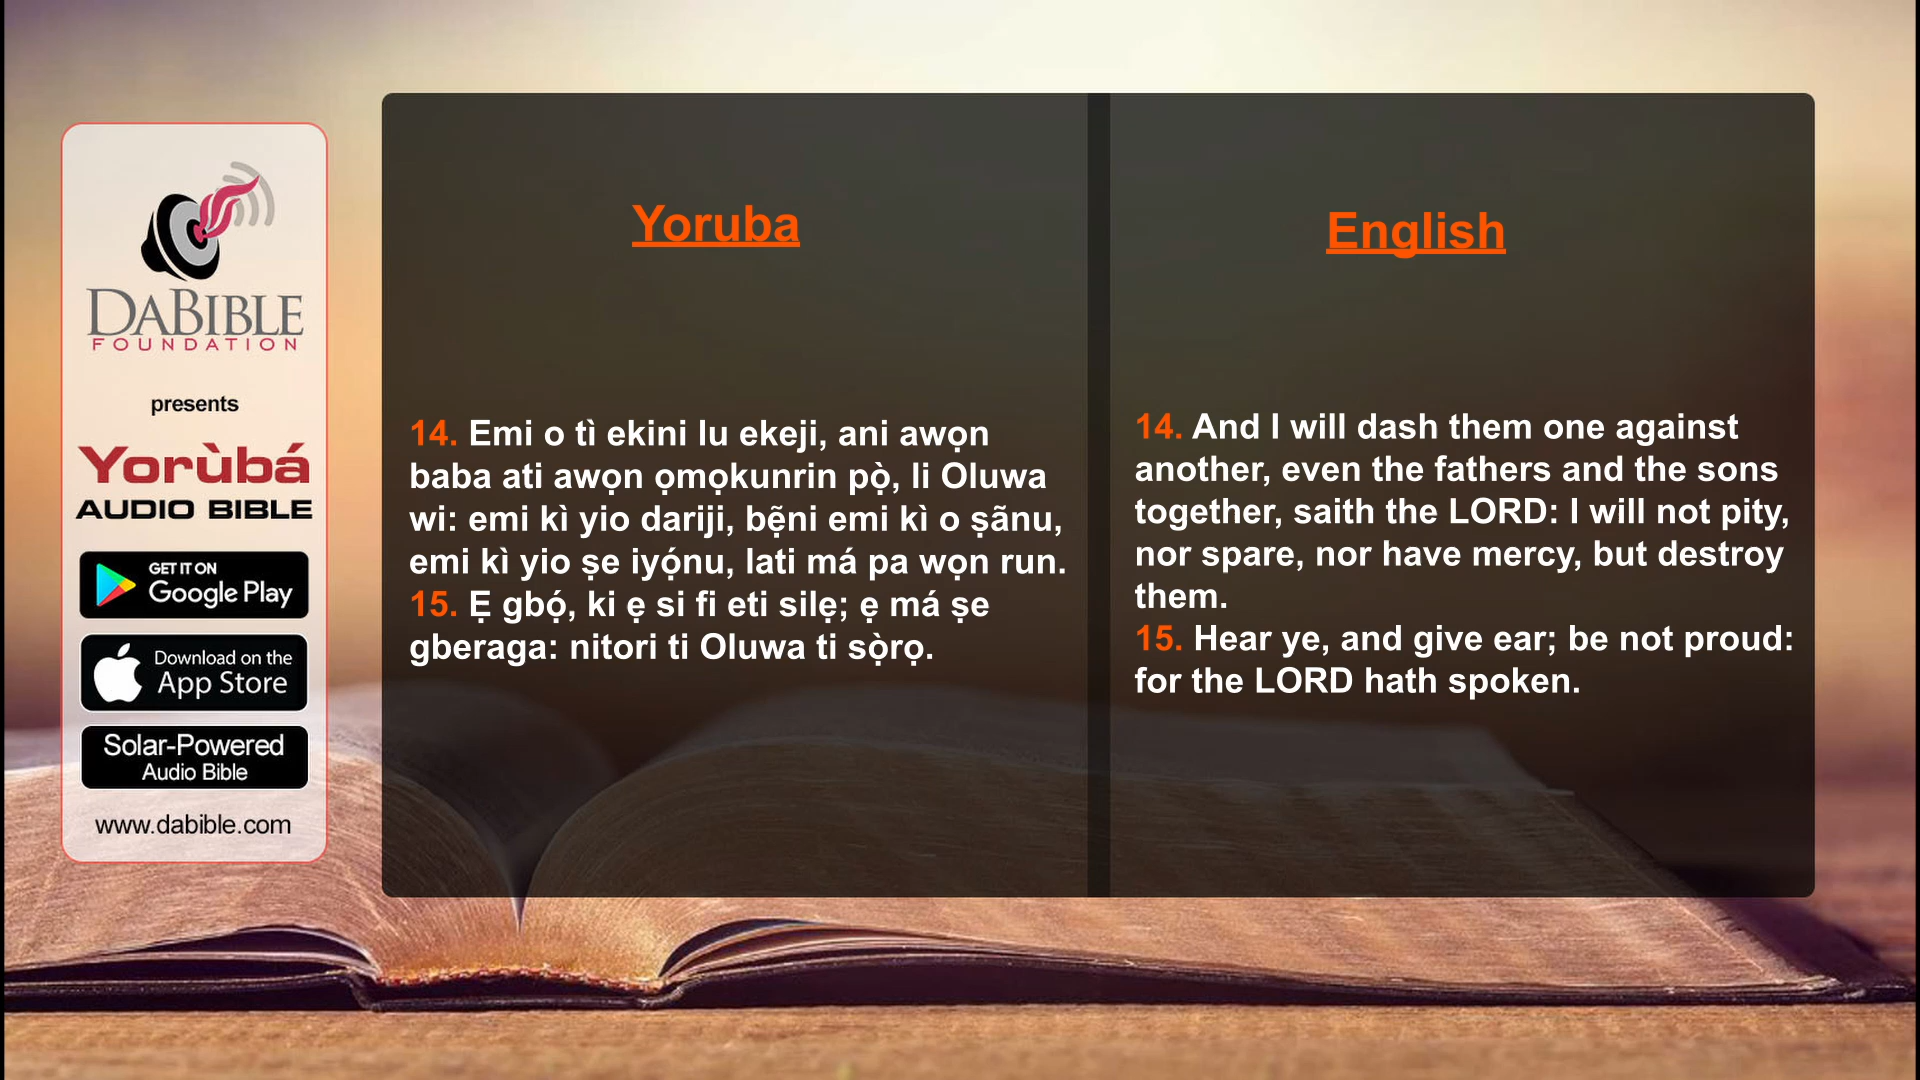 DABIBLE
FOUNDATION
presents
Yorùbá
AUDIO BIBLE
GET IT ON
Google Play
Download on the
App Store
Solar-Powered
Audio Bible
www.dabible.com
Yoruba
14. Emi o tì ekini lu ekeji, ani awọn
baba ati awọn ọmọkunrin pọ̀, li Oluwa
wi: emi kì yio dariji, bẹ̃ni emi kì o ṣãnu,
emi kì yio ṣe iyọ́nu, lati má pa wọn run.
15. Ẹ gbọ́, ki ẹ si fi eti silẹ; ẹ má ṣe
gberaga: nitori ti Oluwa ti sọ̀rọ.
English
14. And I will dash them one against
another, even the fathers and the sons
together, saith the LORD: I will not pity,
nor spare, nor have mercy, but destroy
them.
15. Hear ye, and give ear; be not proud:
for the LORD hath spoken.